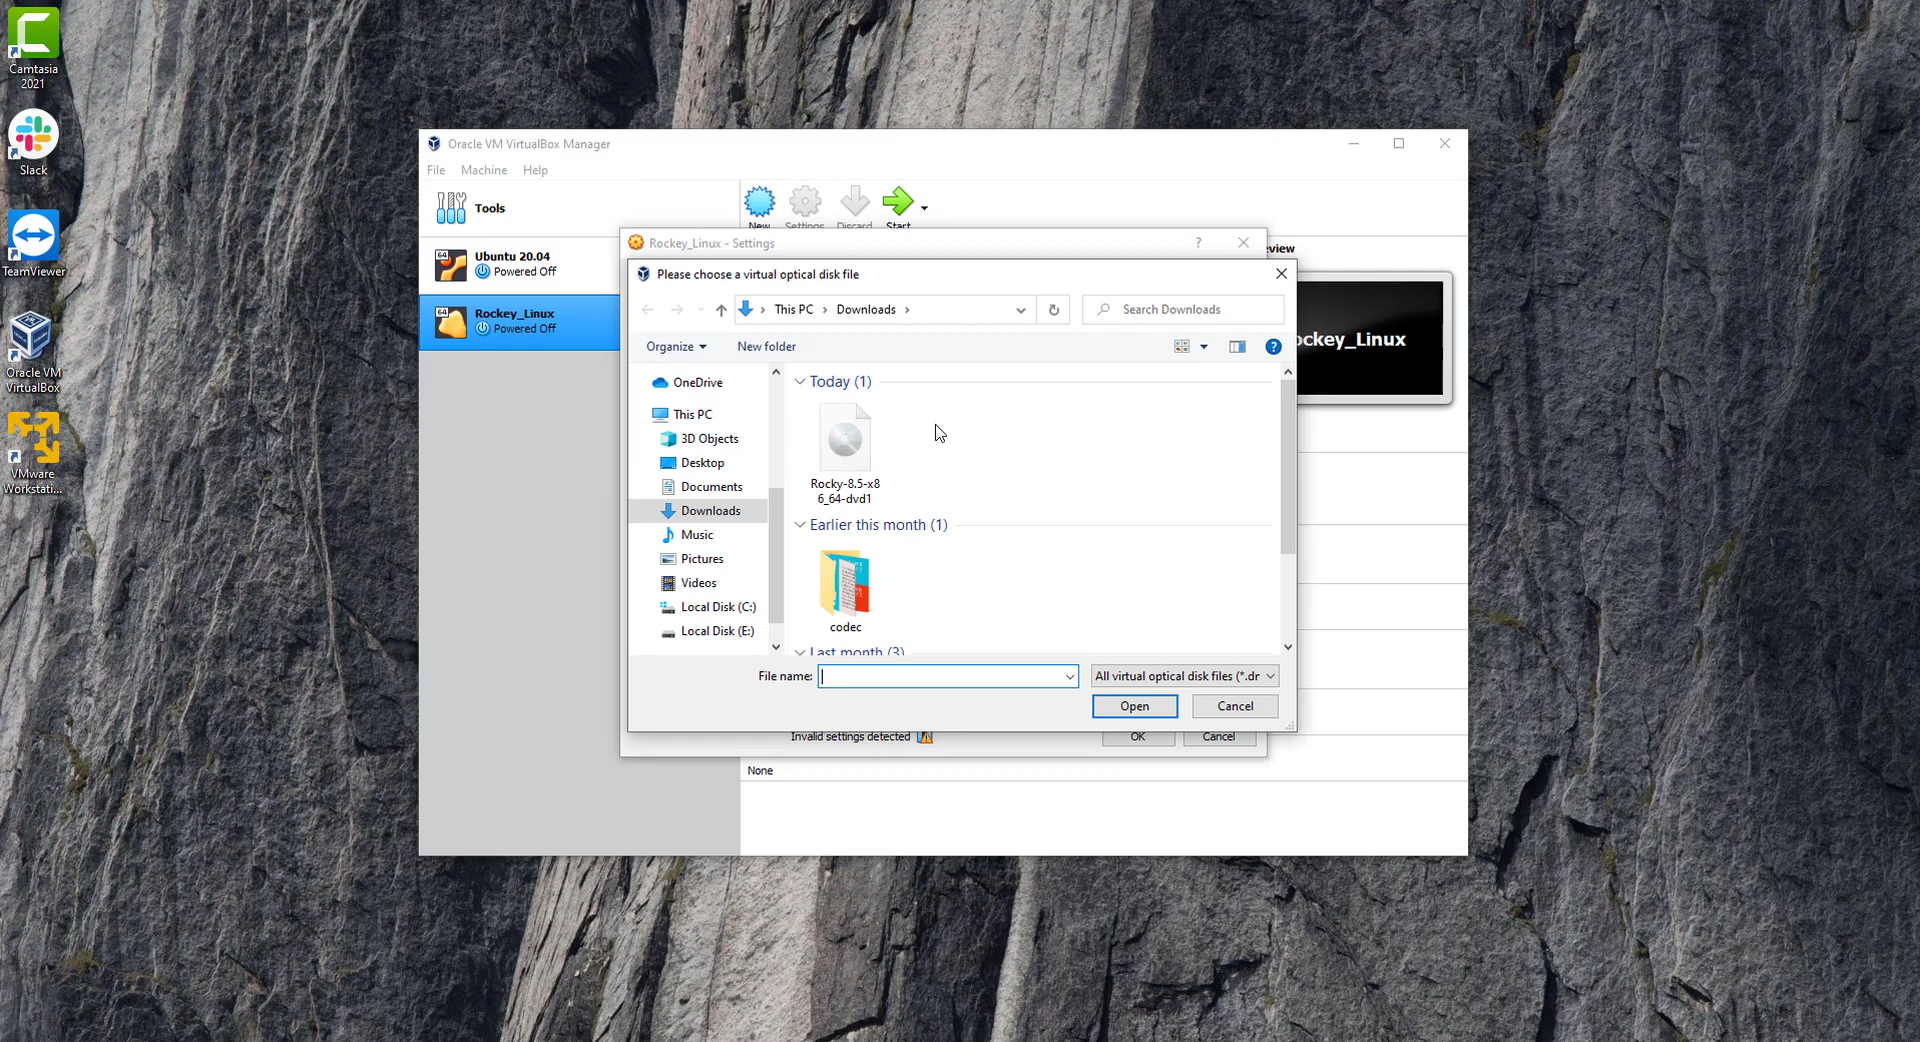 Camtasia
2021
Slack
TeamViewer
Oracle VM
VirtualBox
VMware
Workstati...
Oracle VM VirtualBox Manager
File Machine Help
Tools
New Settings Discard Start
64 Ubuntu 20.04
Powered Off
64 Rockey_Linux
Powered Off
eview
ockey_Linux
Rockey_Linux - Settings
?
Please choose a virtual optical disk file
This PC > Downloads >
Search Downloads
Organize New folder
?
OneDrive
This PC
3D Objects
Desktop
Documents
Downloads
Music
Pictures
Videos
Local Disk (C:)
Local Disk (E:)
Today (1)
Rocky-8.5-x8
6_64-dvd1
Earlier this month (1)
codec
Last month (3)
File name:
All virtual optical disk files (*.dr
Open Cancel
Invalid settings detected
OK Cancel
None